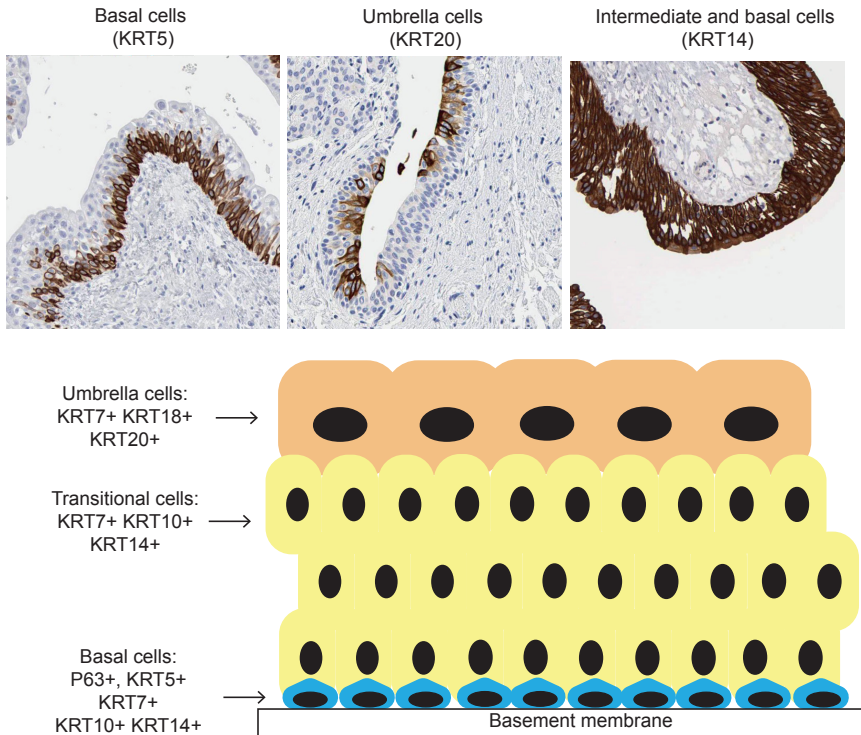 Basal cells
(KRT5)
Umbrella cells
(KRT20)
Intermediate and basal cells
(KRT14)
Umbrella cells:
KRT7+ KRT18+
KRT20+
Transitional cells:
KRT7+ KRT10+
KRT14+
Basal cells:
P63+, KRT5+
KRT7+
KRT10+ KRT14+
Basement membrane